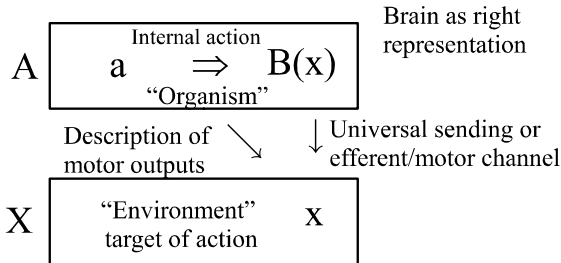 Brain as right
representation
Internal action
A a ⇒ B(x)
“Organism”
Description of
motor outputs
Universal sending or
efferent/motor channel
X “Environment” x
target of action